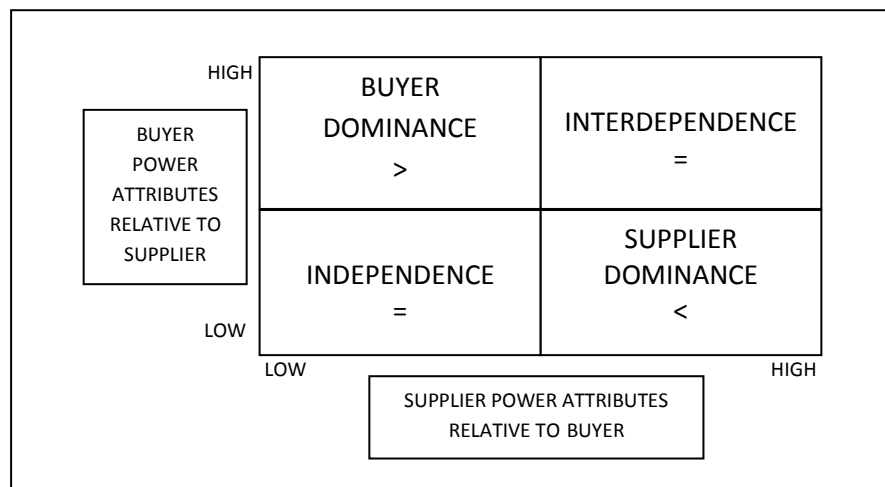 HIGH
BUYER
DOMINANCE
>
INTERDEPENDENCE
=
BUYER
POWER
ATTRIBUTES
RELATIVE TO
SUPPLIER
INDEPENDENCE
=
SUPPLIER
DOMINANCE
<
LOW
LOW
HIGH
SUPPLIER POWER ATTRIBUTES
RELATIVE TO BUYER